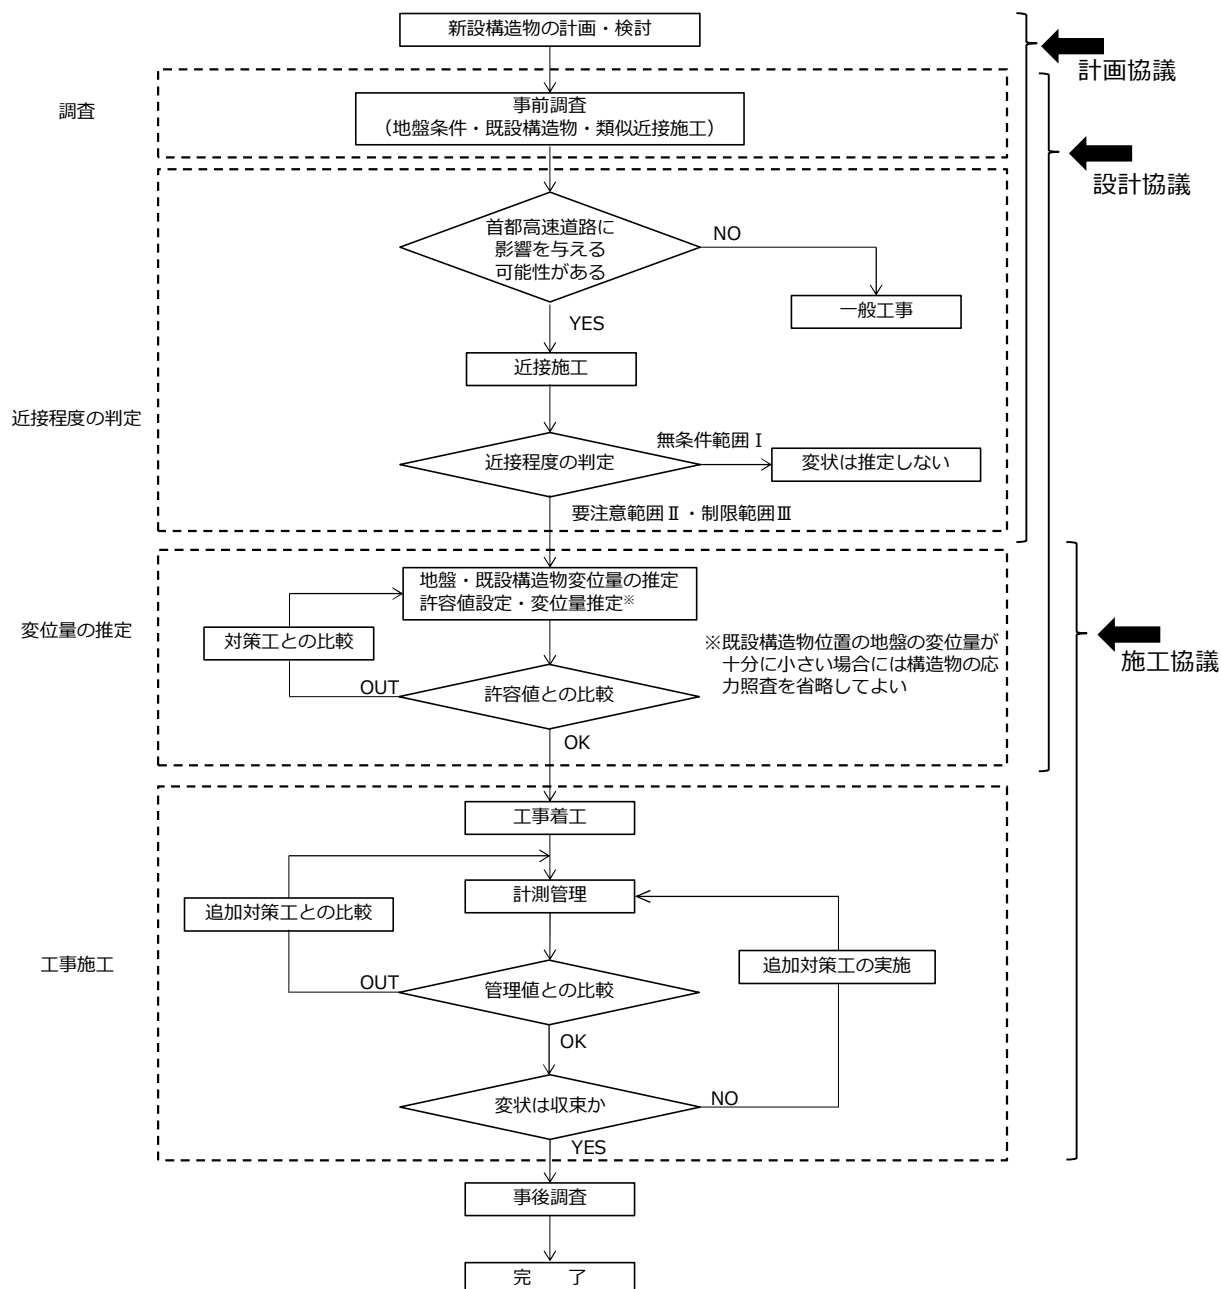 新設構造物の計画・検討
計画協議
調査
事前調査
（地盤条件・既設構造物・類似近接施工）
設計協議
首都高速道路に
影響を与える
可能性がある
NO
一般工事
YES
近接施工
近接程度の判定
近接程度の判定
無条件範囲Ⅰ
変状は推定しない
要注意範囲Ⅱ・制限範囲Ⅲ
変位量の推定
地盤・既設構造物変位量の推定
許容値設定・変位量推定※
対策工との比較
※既設構造物位置の地盤の変位量が
十分に小さい場合には構造物の応
力照査を省略してよい
施工協議
OUT
許容値との比較
OK
工事着工
計測管理
追加対策工との比較
工事施工
追加対策工の実施
OUT
管理値との比較
OK
変状は収束か
NO
YES
事後調査
完　了